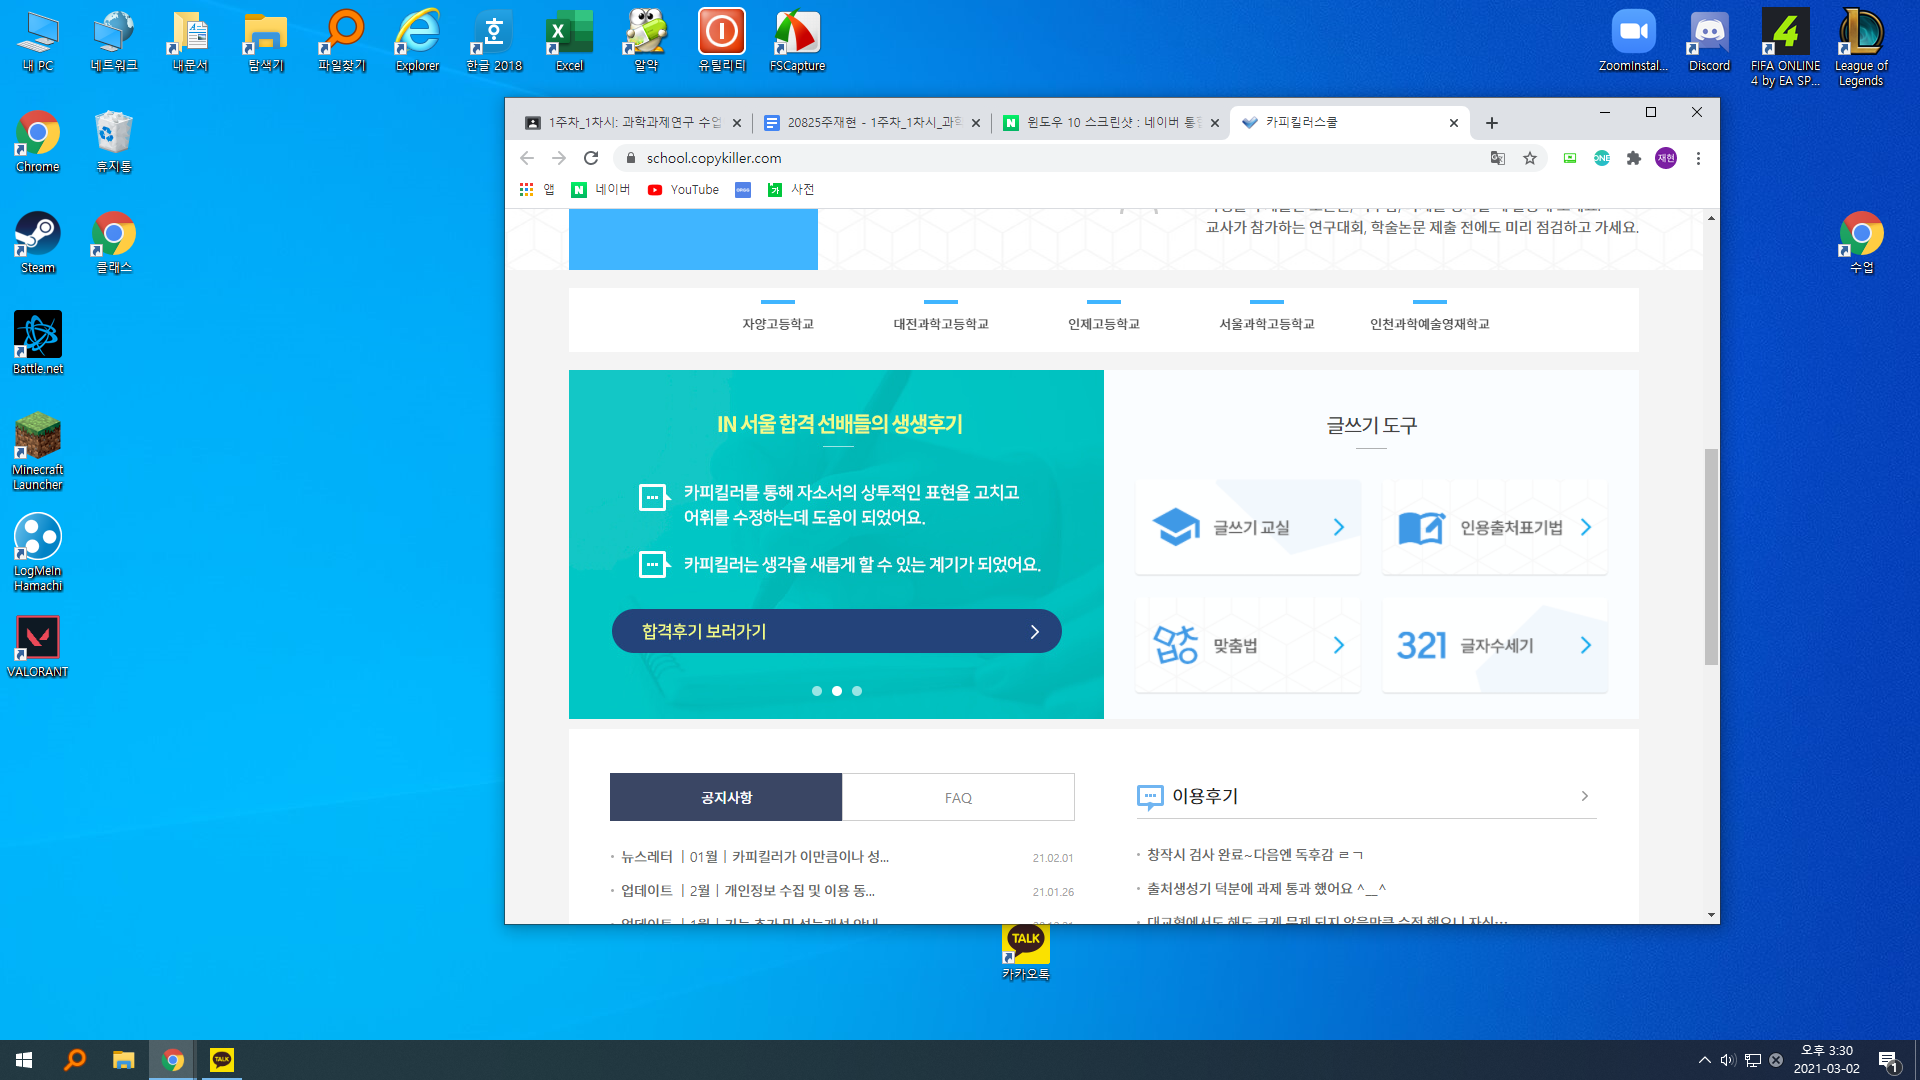 내 PC
네트워크
내문서
탐색기
파일찾기
Explorer
한글 2018
Excel
알약
유틸리티
FSCapture
ZoomInstal...
Discord
FIFA ONLINE
4 by EA SP...
League of
Legends
Chrome
휴지통
Steam
클래스
수업
Battle.net
Minecraft
Launcher
LogMeIn
Hamachi
VALORANT
TALK
카카오톡
1주차_1차시: 과학과제연구 수업
20825주재현 - 1주차_1차시_과학
윈도우 10 스크린샷 : 네이버 통합
카피킬러스쿨
school.copykiller.com
ONE
재현
앱
네이버
YouTube
사전
교사가 참가하는 연구대회, 학술논문 제출 전에도 미리 점검하고 가세요.
자양고등학교
대전과학고등학교
인제고등학교
서울과학고등학교
인천과학예술영재학교
IN 서울 합격 선배들의 생생후기
카피킬러를 통해 자소서의 상투적인 표현을 고치고
어휘를 수정하는데 도움이 되었어요.
카피킬러는 생각을 새롭게 할 수 있는 계기가 되었어요.
합격후기 보러가기
글쓰기 도구
글쓰기 교실
인용출처표기법
맞춤법
321 글자수세기
공지사항
FAQ
뉴스레터 | 01월 | 카피킬러가 이만큼이나 성...
21.02.01
업데이트 | 2월 | 개인정보 수집 및 이용 동...
21.01.26
이용후기
창작시 검사 완료~다음엔 독후감 ㄹㄱ
출처생성기 덕분에 과제 통과 했어요 ^__^
TALK
오후 3:30
2021-03-02
1